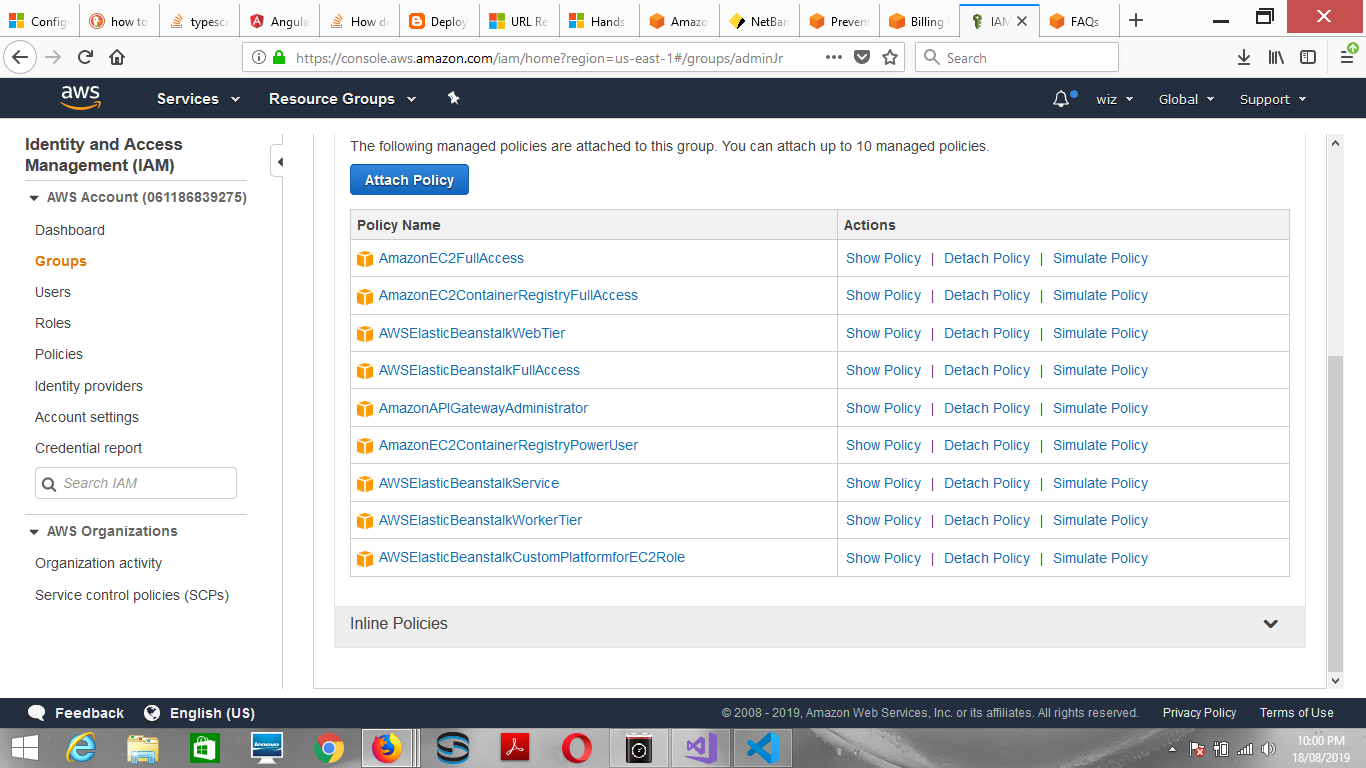 Config
how to
typescr
Angula
How do
Deploy
URL Re
Hands
Amazo
NetBan
Preven
Billing
IAM
FAQs
https://console.aws.amazon.com/iam/home?region=us-east-1#/groups/adminJr
Search
aws Services Resource Groups wiz Global Support
Identity and Access
Management (IAM)
AWS Account (061186839275)
Dashboard
Groups
Users
Roles
Policies
Identity providers
Account settings
Credential report
Search IAM
AWS Organizations
Organization activity
Service control policies (SCPs)
The following managed policies are attached to this group. You can attach up to 10 managed policies.
Attach Policy
Policy Name Actions
AmazonEC2FullAccess Show Policy | Detach Policy | Simulate Policy
AmazonEC2ContainerRegistryFullAccess Show Policy | Detach Policy | Simulate Policy
AWSElasticBeanstalkWebTier Show Policy | Detach Policy | Simulate Policy
AWSElasticBeanstalkFullAccess Show Policy | Detach Policy | Simulate Policy
AmazonAPIGatewayAdministrator Show Policy | Detach Policy | Simulate Policy
AmazonEC2ContainerRegistryPowerUser Show Policy | Detach Policy | Simulate Policy
AWSElasticBeanstalkService Show Policy | Detach Policy | Simulate Policy
AWSElasticBeanstalkWorkerTier Show Policy | Detach Policy | Simulate Policy
AWSElasticBeanstalkCustomPlatformforEC2Role Show Policy | Detach Policy | Simulate Policy
Inline Policies
Feedback English (US) © 2008 - 2019, Amazon Web Services, Inc. or its affiliates. All rights reserved. Privacy Policy Terms of Use
lenovo
10:00 PM
18/08/2019